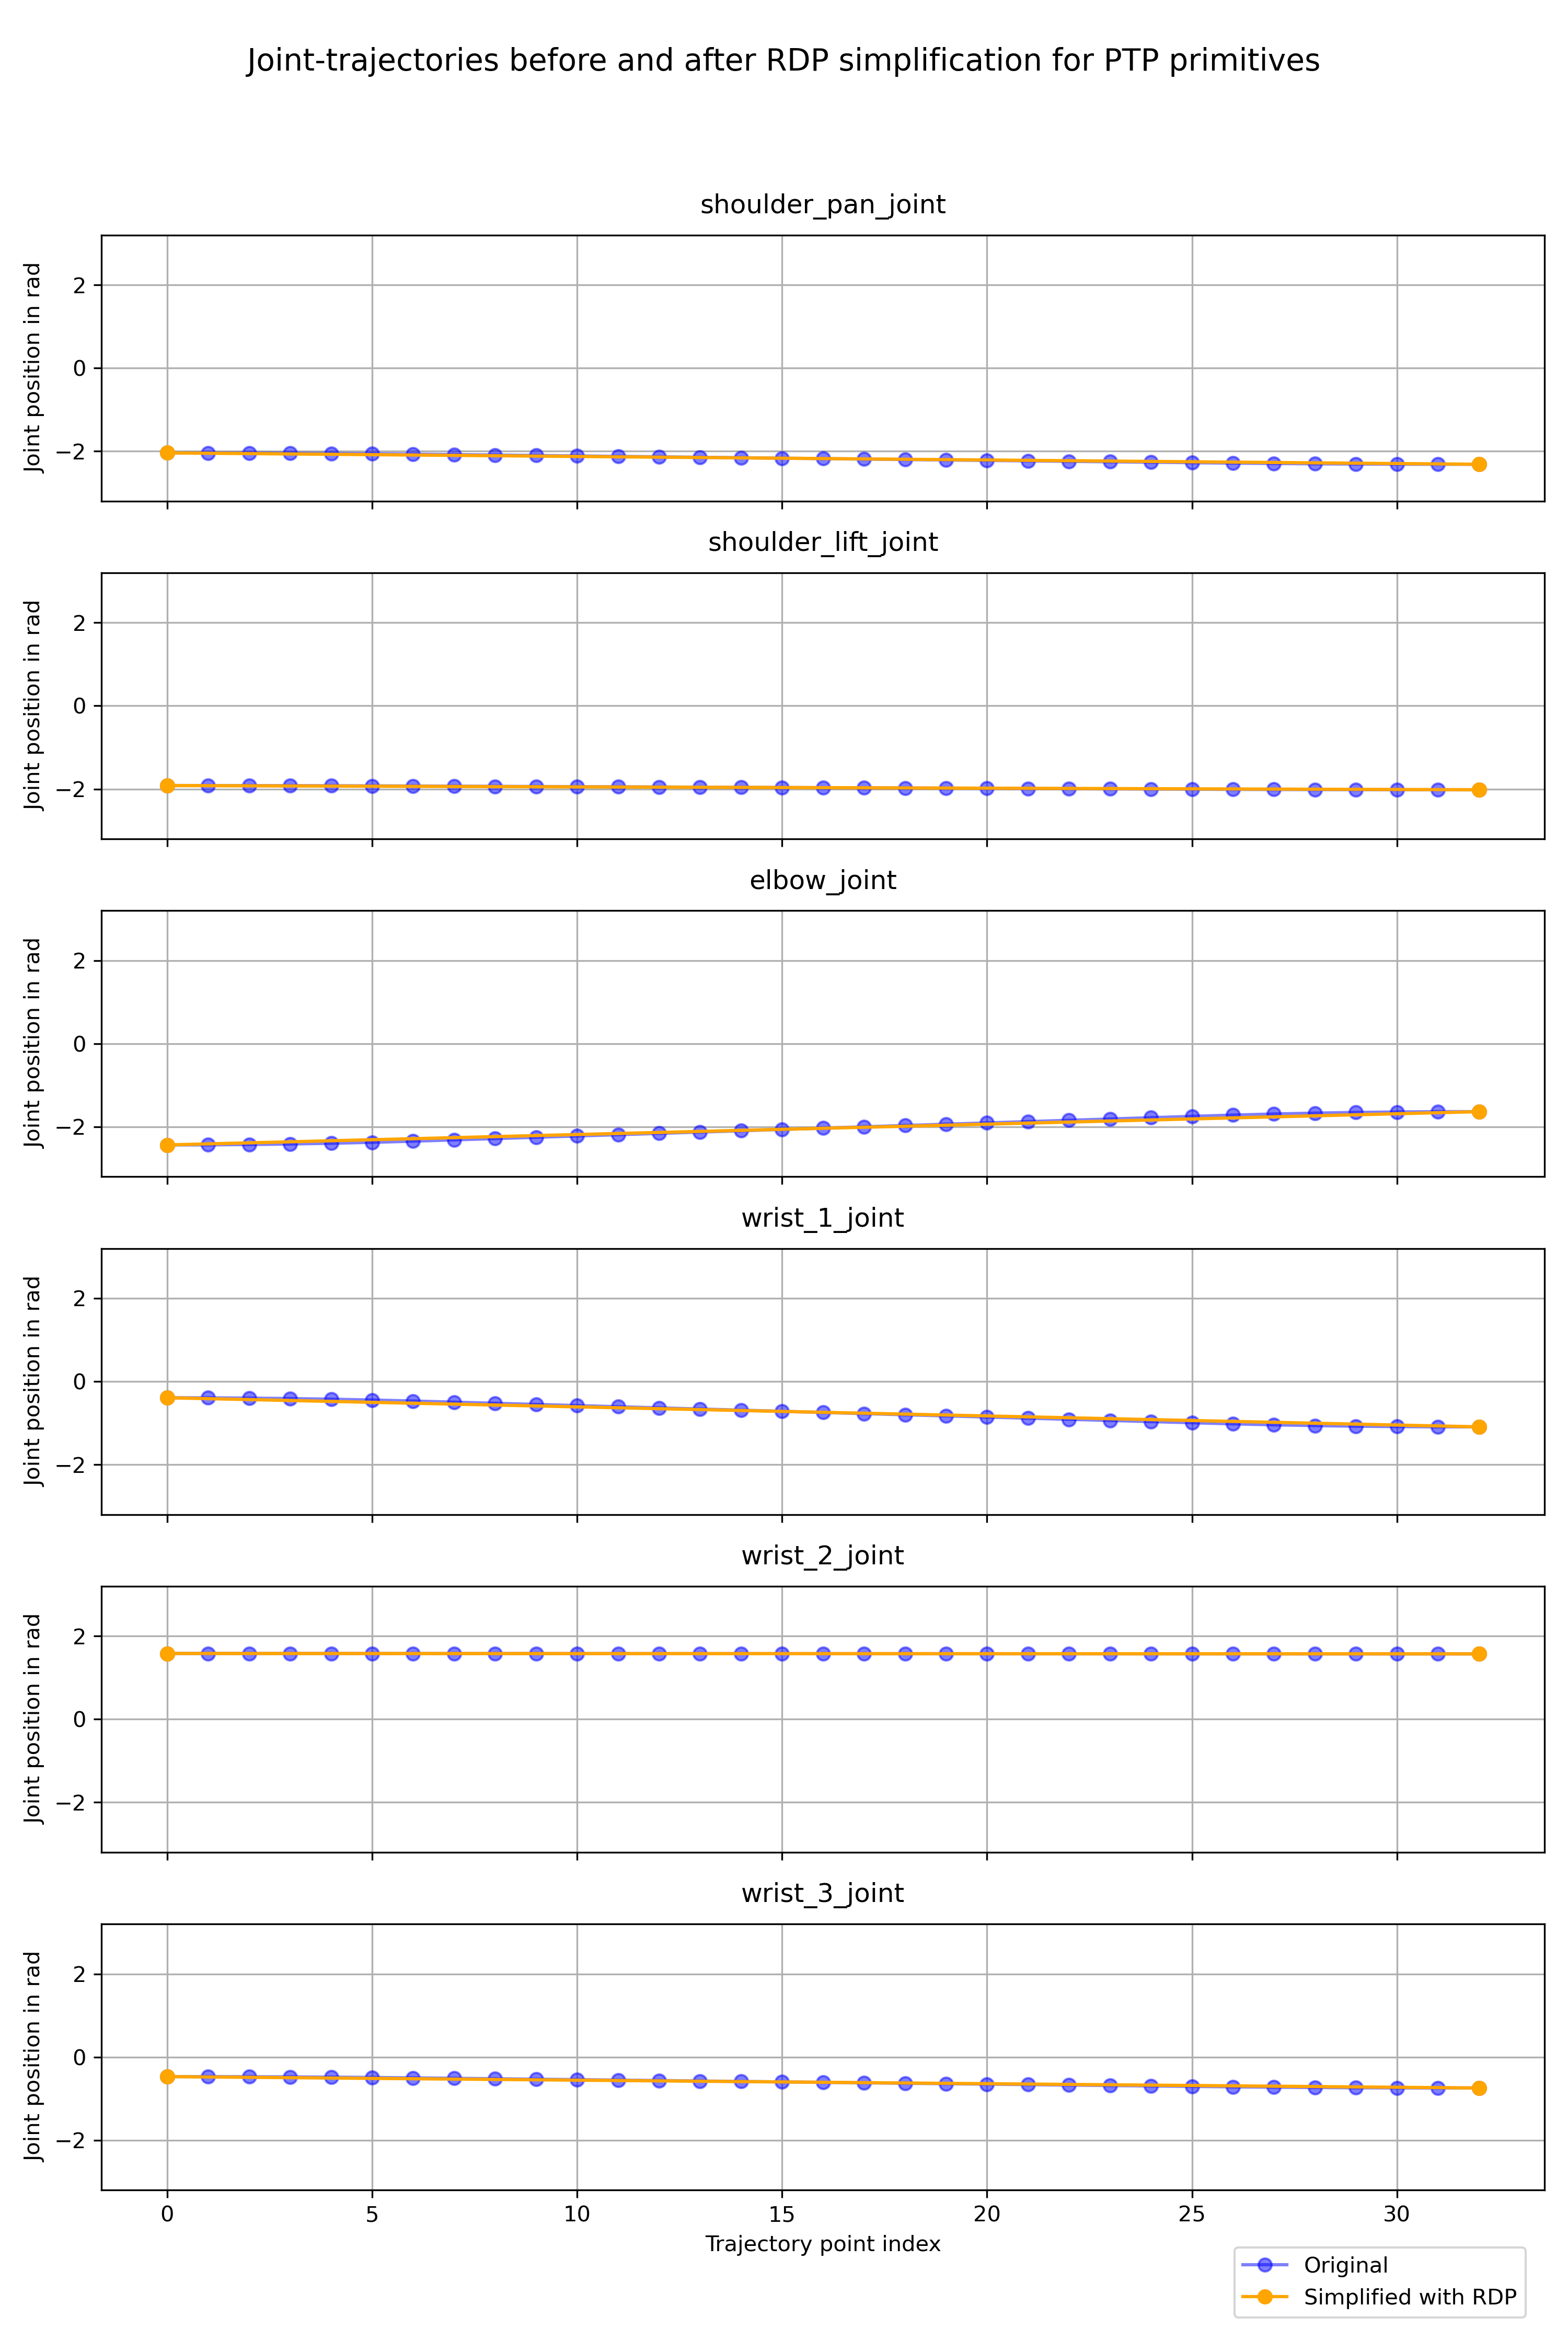 Joint-trajectories before and after RDP simplification for PTP primitives
shoulder_pan_joint
Joint position in rad
2
0
−2
shoulder_lift_joint
Joint position in rad
2
0
−2
elbow_joint
Joint position in rad
2
0
−2
wrist_1_joint
Joint position in rad
2
0
−2
wrist_2_joint
Joint position in rad
2
0
−2
wrist_3_joint
Joint position in rad
2
0
−2
0 5 10 15 20 25 30
Trajectory point index
Original
Simplified with RDP